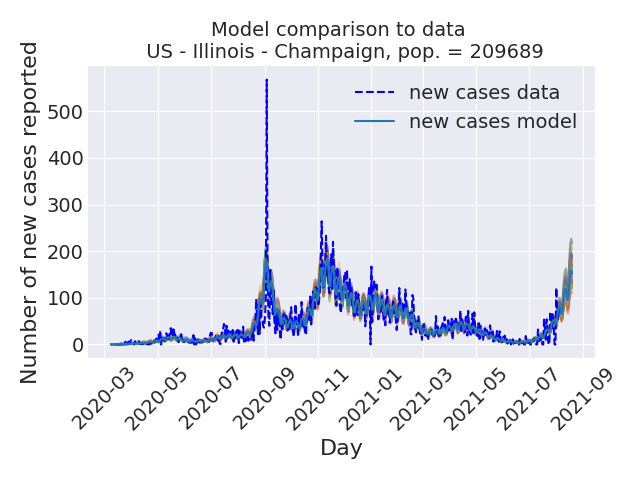 Model comparison to data
US - Illinois - Champaign, pop. = 209689
Number of new cases reported
500
400
300
200
100
0
new cases data
new cases model
2020-03
2020-05
2020-07
2020-09
2020-11
2021-01
2021-03
2021-05
2021-07
2021-09
Day